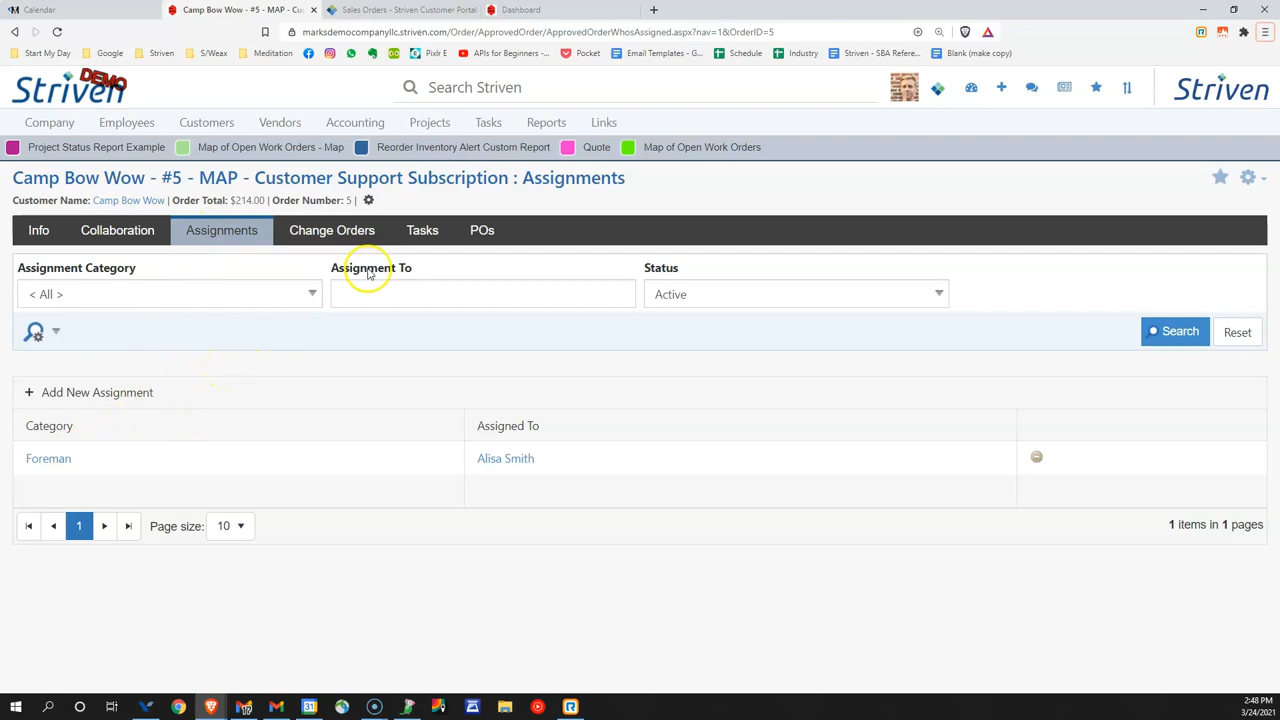 Calendar
Camp Bow Wow - #5 - MAP - Cus
Sales Orders - Striven Customer Portal
Dashboard
marksdemocompanyllc.striven.com/Order/ApprovedOrder/ApprovedOrderWhosAssigned.aspx?nav=1&OrderID=5
Start My Day
Google
Striven
S/Weax
Meditation
Pixlr E
APIs for Beginners -...
Pocket
Email Templates - G...
Schedule
Industry
Striven - SBA Refere...
Blank (make copy)
Striven
DEMO
Search Striven
Striven
Company
Employees
Customers
Vendors
Accounting
Projects
Tasks
Reports
Links
Project Status Report Example
Map of Open Work Orders - Map
Reorder Inventory Alert Custom Report
Quote
Map of Open Work Orders
Camp Bow Wow - #5 - MAP - Customer Support Subscription : Assignments
Customer Name: Camp Bow Wow | Order Total: $214.00 | Order Number: 5 |
Info
Collaboration
Assignments
Change Orders
Tasks
POs
Assignment Category
Assignment To
Status
< All >
Active
Search
Reset
+ Add New Assignment
Category
Assigned To
Foreman
Alisa Smith
1
Page size:
10
1 items in 1 pages
2:48 PM
3/24/2021